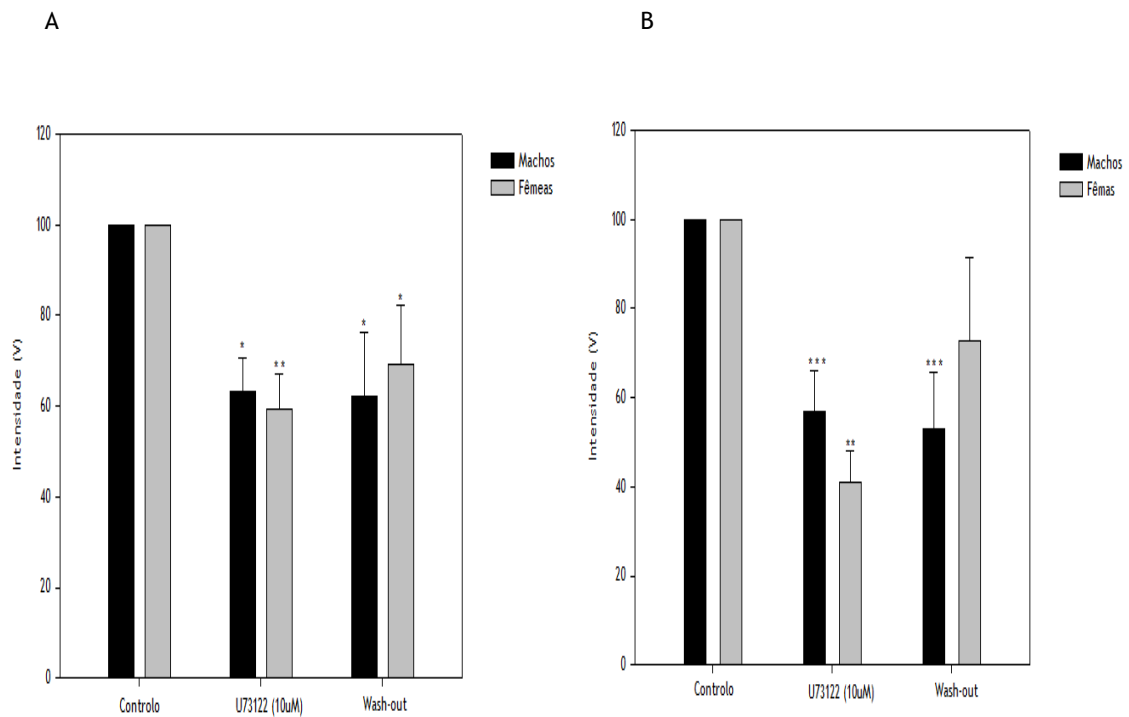 A
120
100
80
60
40
20
0
Intensidade (V)
*
**
*
*
Controlo
U73122 (10uM)
Wash-out
Machos
Fêmeas
B
120
100
80
60
40
20
0
Intensidade (V)
***
**
***
Controlo
U73122 (10uM)
Wash-out
Machos
Fêmas